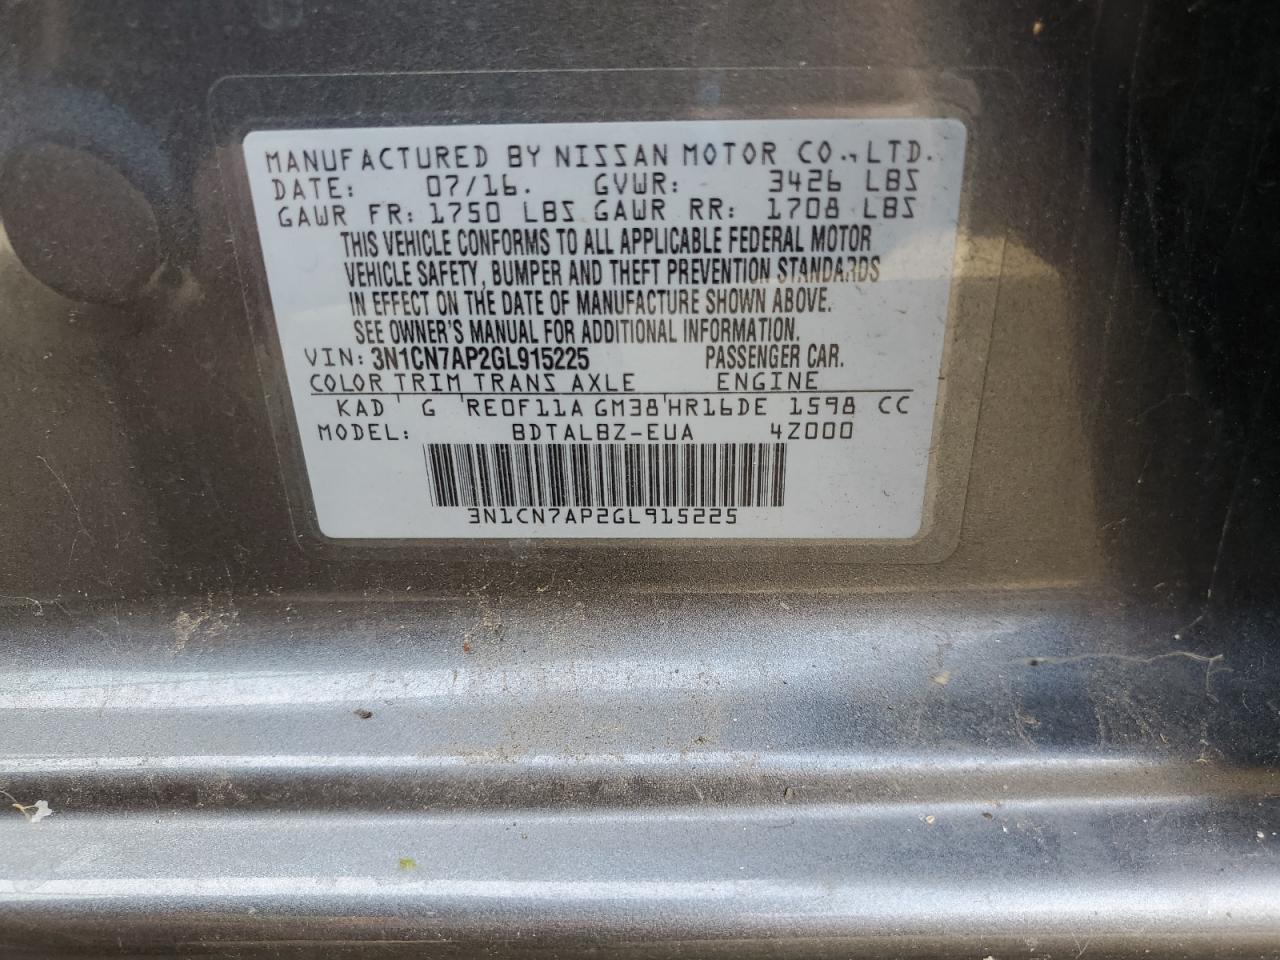 MANUFACTURED BY NISSAN MOTOR CO., LTD.
DATE: 07/16. GVWR: 3426 LBS
GAWR FR: 1750 LBS GAWR RR: 1708 LBS
THIS VEHICLE CONFORMS TO ALL APPLICABLE FEDERAL MOTOR
VEHICLE SAFETY, BUMPER AND THEFT PREVENTION STANDARDS
IN EFFECT ON THE DATE OF MANUFACTURE SHOWN ABOVE.
SEE OWNER'S MANUAL FOR ADDITIONAL INFORMATION.
VIN: 3N1CN7AP2GL915225 PASSENGER CAR.
COLOR TRIM TRANS AXLE ENGINE
KAD ' G 'RE0F11A GM38'HR16DE 1598 CC
MODEL: BDTALBZ-EUA 4Z000
3N1CN7AP2GL915225